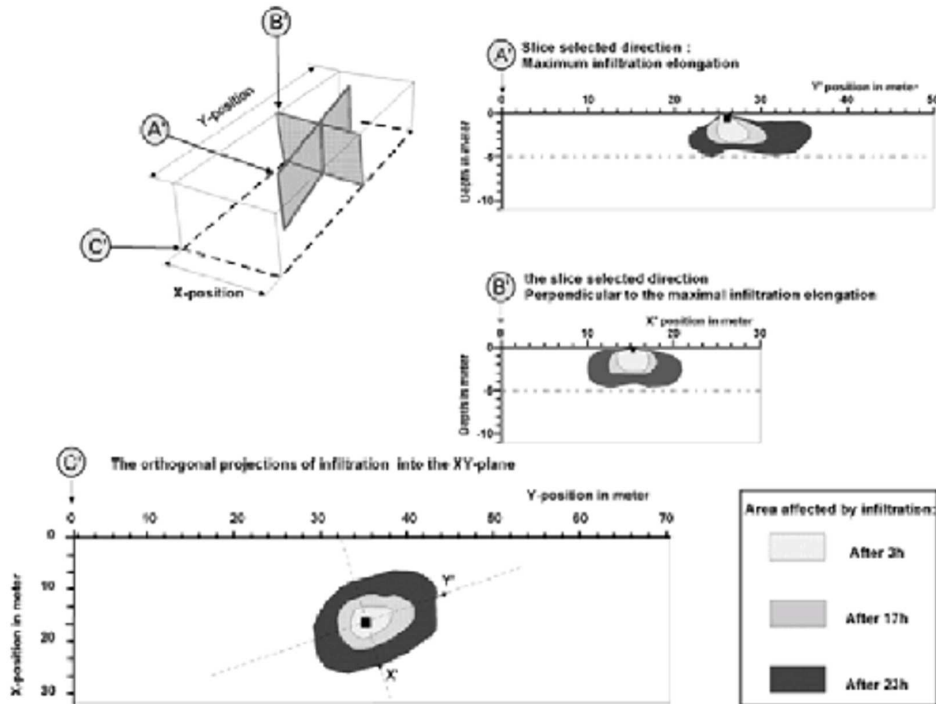 B'
A'
C'
Y-position
X-position
A'
Slice selected direction :
Maximum infiltration elongation
Y' position in meter
0 10 20 30 40 50
0
-5
-10
Depth in meter
B'
the slice selected direction
Perpendicular to the maximal infiltration elongation
X' position in meter
0 10 20 30
0
-5
-10
Depth in meter
C'
The orthogonal projections of infiltration into the XY-plane
Y-position in meter
0 10 20 30 40 50 60 70
0
10
20
30
X-position in meter
Y'
X'
Area affected by infiltration:
After 3h
After 17h
After 23h